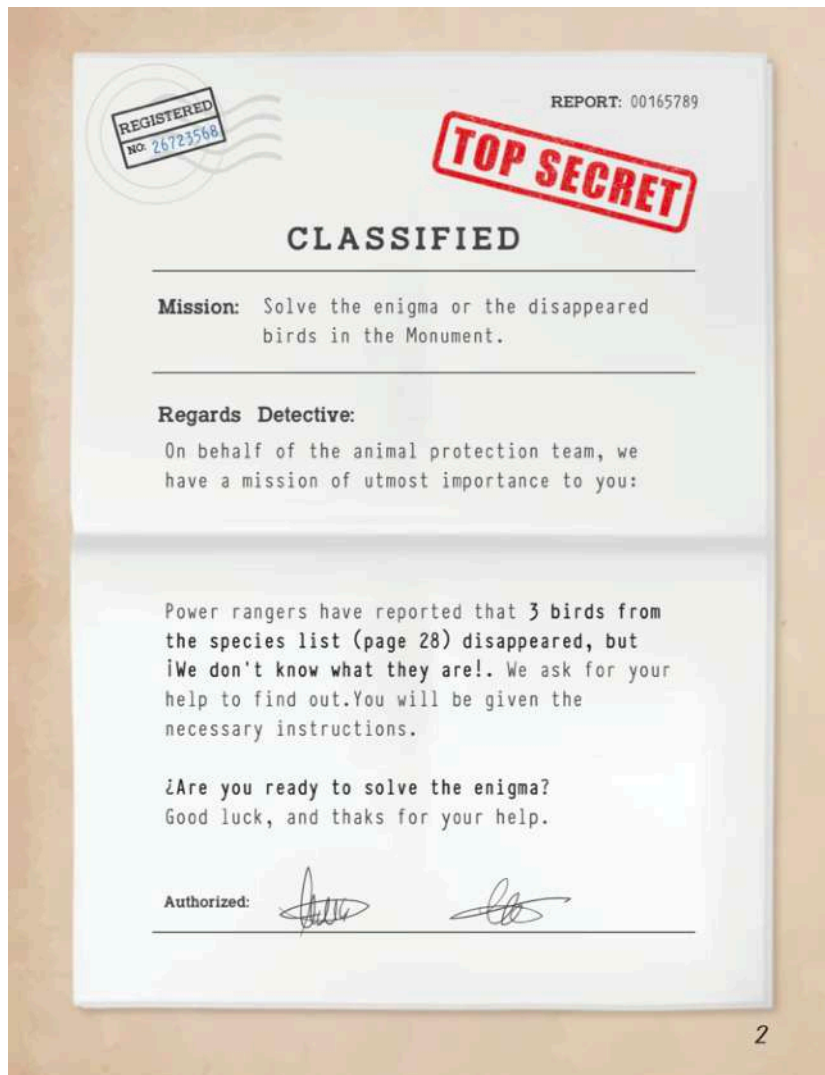 REGISTERED
NO: 26723568
REPORT: 00165789
TOP SECRET
CLASSIFIED
Mission: Solve the enigma or the disappeared
birds in the Monument.
Regards Detective:
On behalf of the animal protection team, we
have a mission of utmost importance to you:
Power rangers have reported that 3 birds from
the species list (page 28) disappeared, but
¡We don't know what they are!. We ask for your
help to find out.You will be given the
necessary instructions.
¿Are you ready to solve the enigma?
Good luck, and thaks for your help.
Authorized:
2